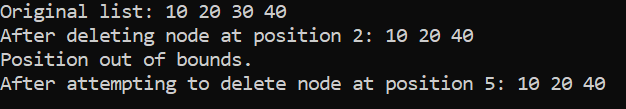 Original list: 10 20 30 40
After deleting node at position 2: 10 20 40
Position out of bounds.
After attempting to delete node at position 5: 10 20 40